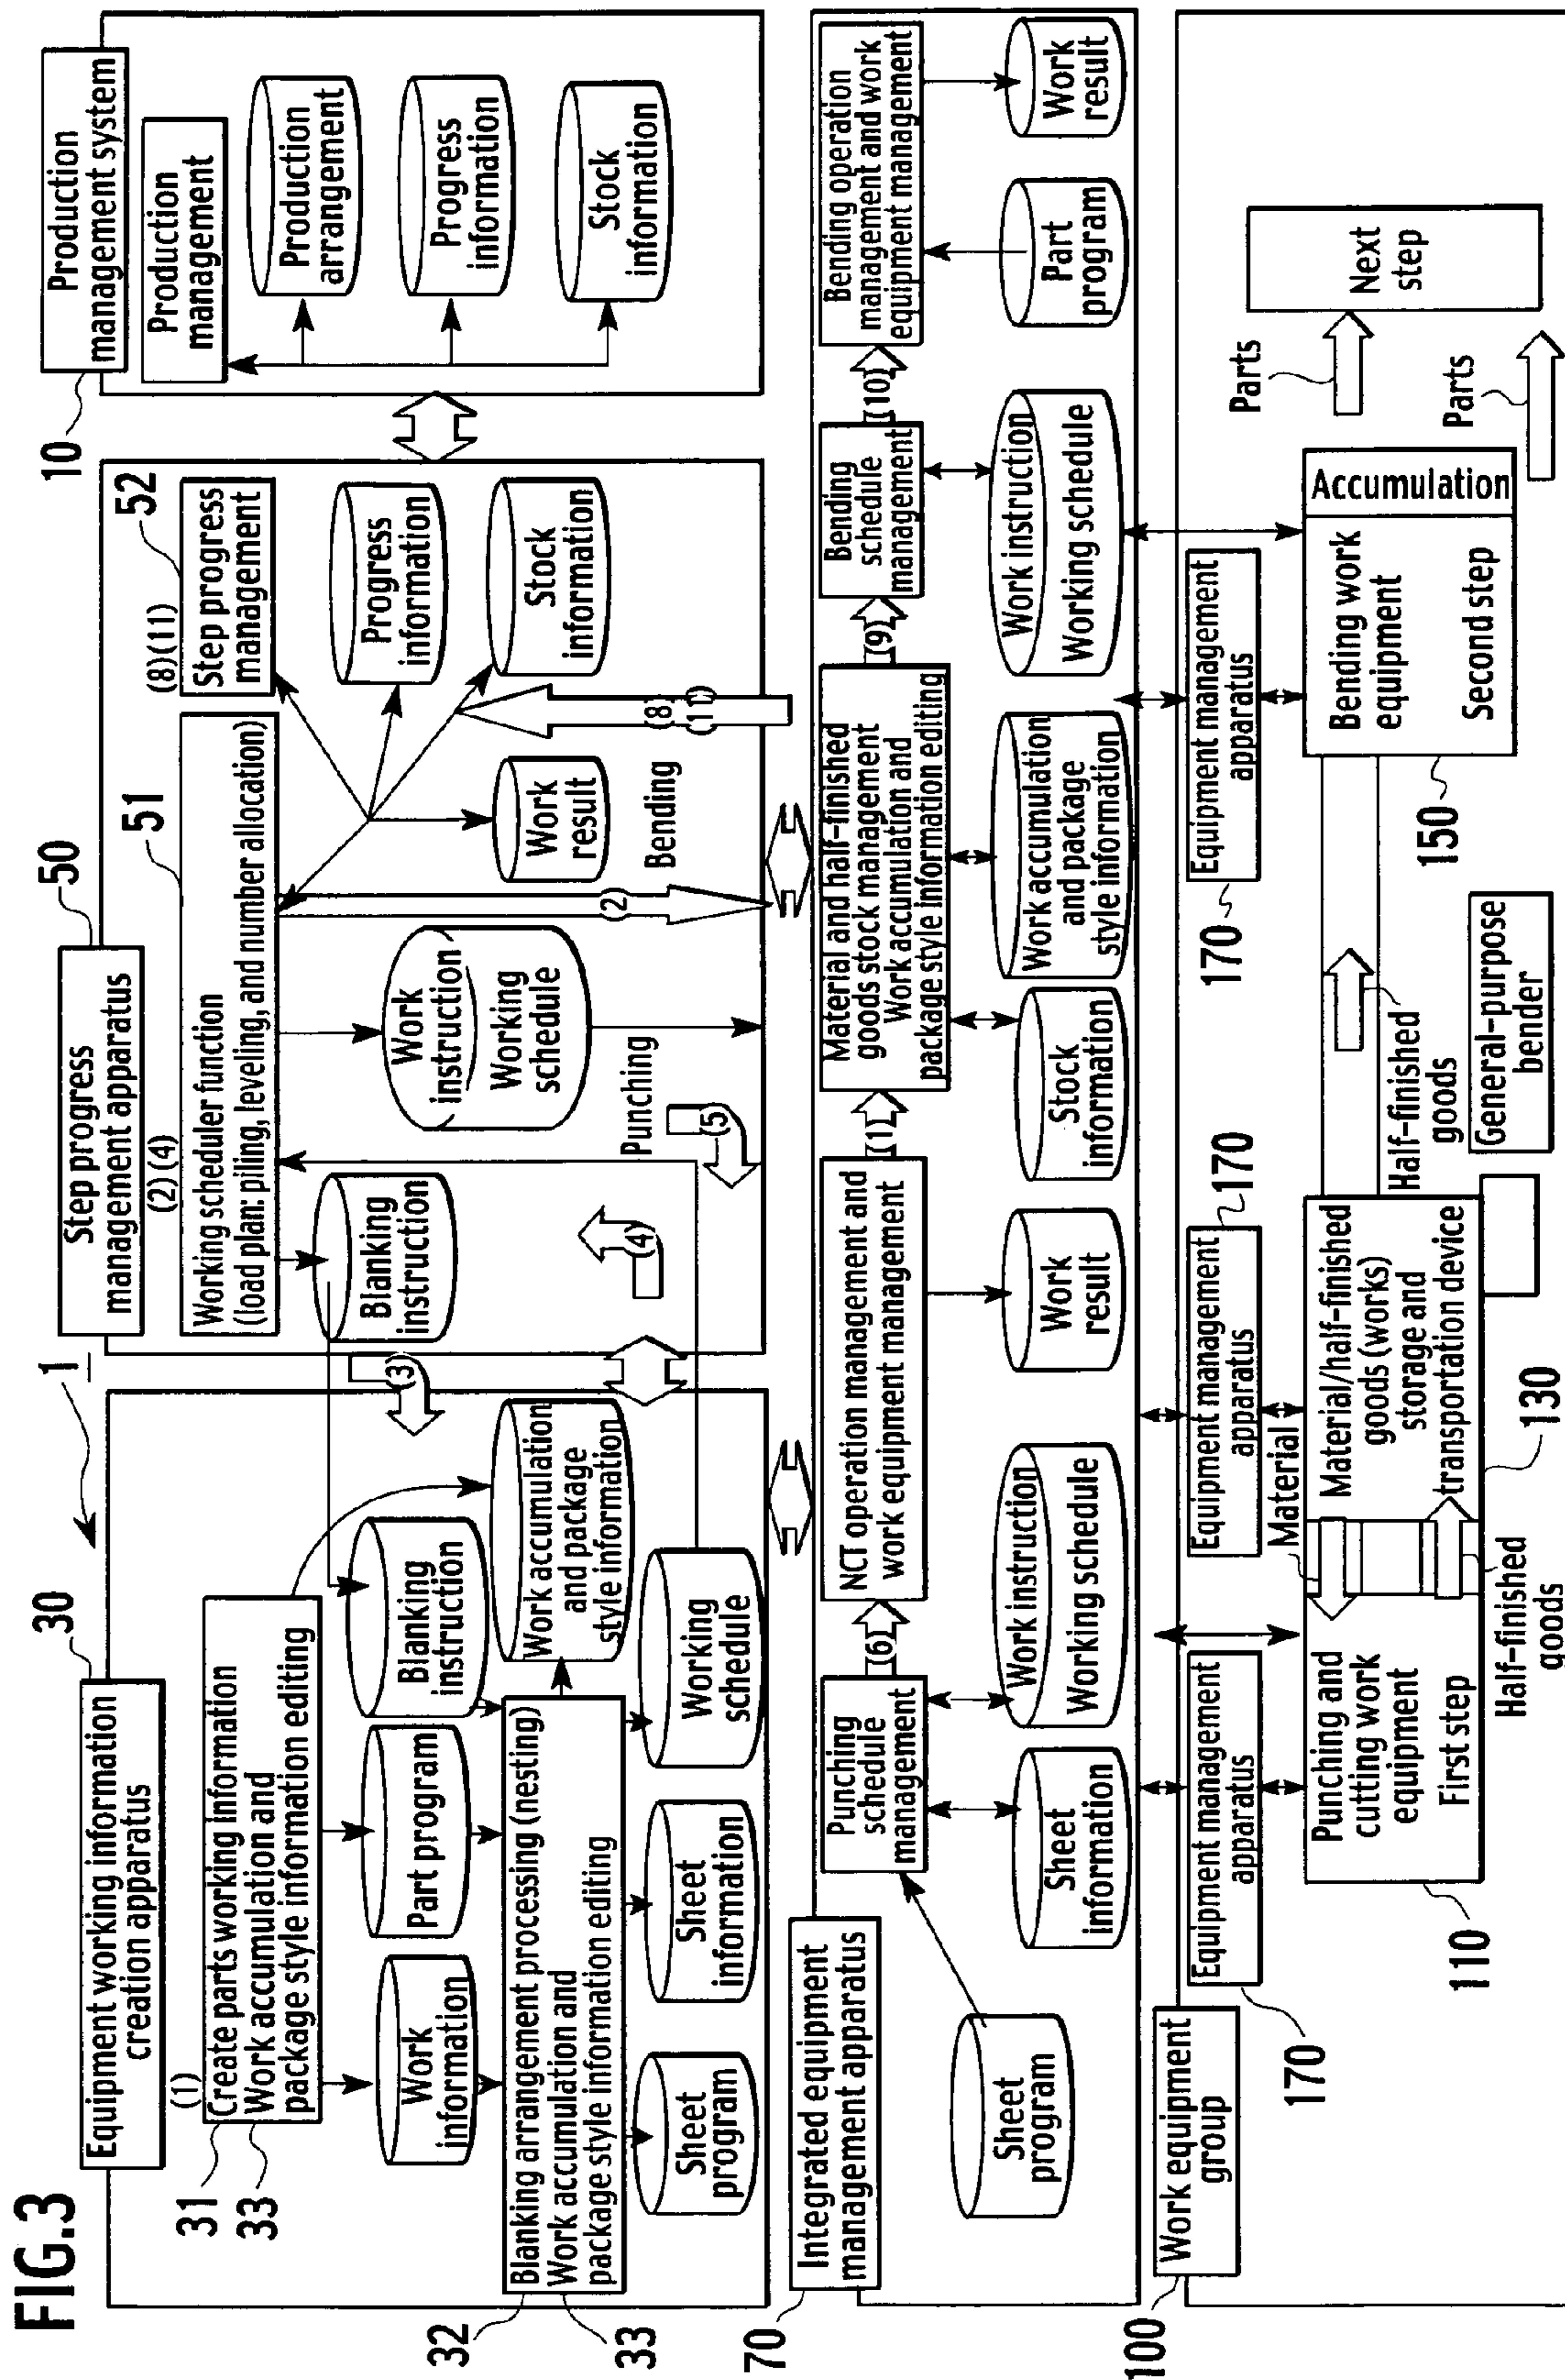 FIG.3
1
30
Equipment working information
creation apparatus
(1)
31
33
Create parts working information
Work accumulation and
package style information editing
Work
information
Part program
Blanking
instruction
Work accumulation
and package
style information
32
33
Blanking arrangement processing (nesting)
Work accumulation and
package style information editing
Sheet
program
Sheet
information
Working
schedule
50
Step progress
management apparatus
(2)(4)
51
Working scheduler function
(load plan: piling, leveling, and number allocation)
(8)(11)
52
Step progress
management
Blanking
instruction
Work
instruction
Working
schedule
Work
result
Progress
information
Stock
information
(3)
(4)
(5)
Punching
(2)
Bending
(8)
(11)
10
Production
management system
Production
management
Production
arrangement
Progress
information
Stock
information
70
Integrated equipment
management apparatus
Sheet
program
Punching
schedule
management
(6)
NCT operation management and
work equipment management
(1)
Material and half-finished
goods stock management
Work accumulation and
package style information editing
(9)
Bending
schedule
management
(10)
Bending operation
management and work
equipment management
Sheet
information
Work instruction
Working schedule
Work
result
Stock
information
Work accumulation
and package
style information
Work instruction
Working schedule
Part
program
Work
result
100
Work equipment
group
170
Equipment management
apparatus
170
Equipment management
apparatus
170
Equipment management
apparatus
110
Punching and
cutting work
equipment
First step
Material
Half-finished
goods
130
Material/half-finished
goods (works)
storage and
transportation device
Half-finished
goods
General-purpose
bender
150
Bending work
equipment
Second step
Accumulation
Parts
Parts
Next
step